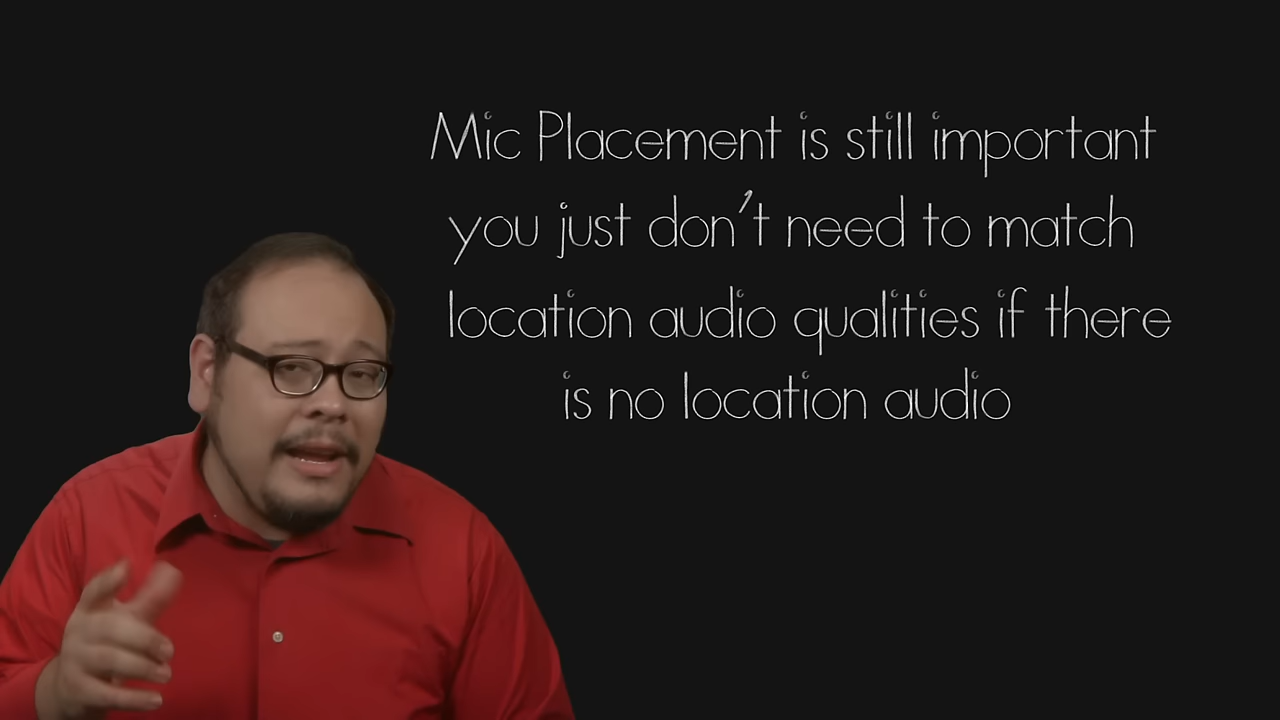 Mic Placement is still important
you just don't need to match
location audio qualities if there
is no location audio